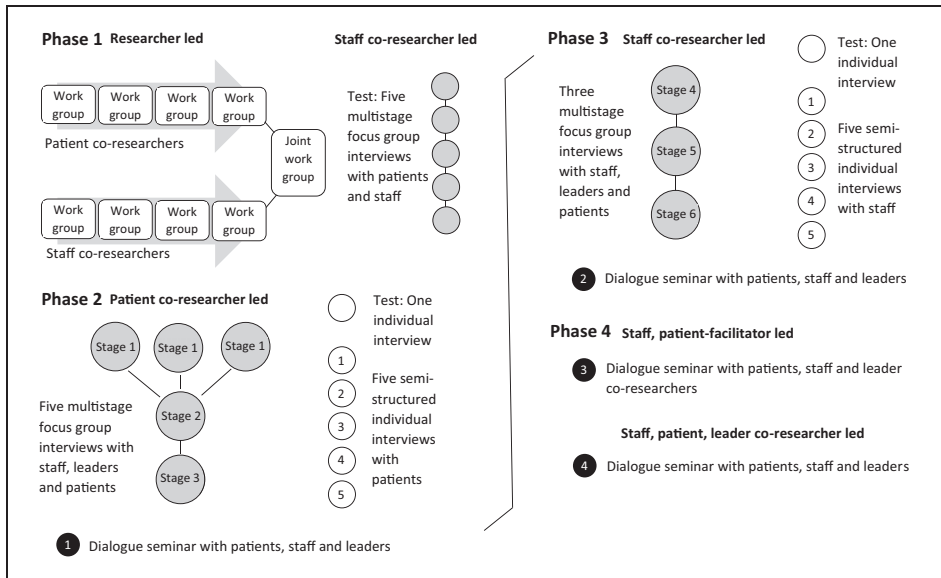 Phase 1 Researcher led
Work group
Work group
Work group
Work group
Patient co-researchers
Joint work group
Work group
Work group
Work group
Work group
Staff co-researchers
Staff co-researcher led
Test: Five
multistage
focus group
interviews
with patients
and staff
Phase 2 Patient co-researcher led
Stage 1
Stage 1
Stage 1
Stage 2
Stage 3
Five multistage
focus group
interviews with
staff, leaders
and patients
Test: One
individual
interview
1
2
3
4
5
Five semi-
structured
individual
interviews
with
patients
1 Dialogue seminar with patients, staff and leaders
Phase 3 Staff co-researcher led
Three
multistage
focus group
interviews
with staff,
leaders and
patients
Stage 4
Stage 5
Stage 6
Test: One
individual
interview
1
2
3
4
5
Five semi-
structured
individual
interviews
with staff
2 Dialogue seminar with patients, staff and leaders
Phase 4 Staff, patient-facilitator led
3 Dialogue seminar with patients, staff and leader
co-researchers
Staff, patient, leader co-researcher led
4 Dialogue seminar with patients, staff and leaders